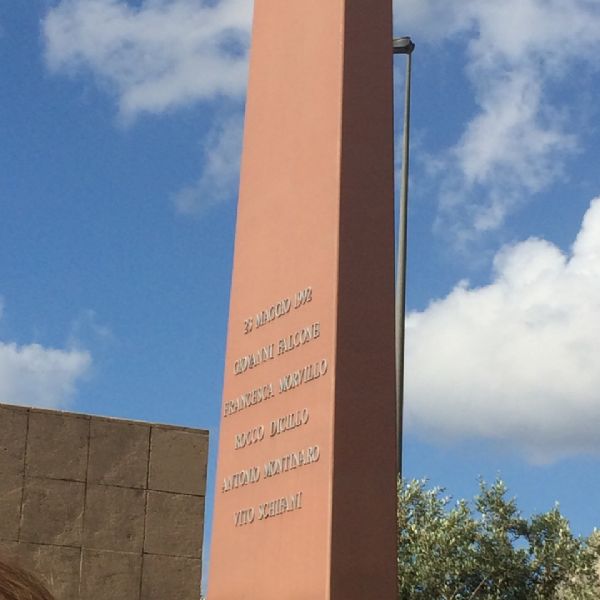 23 MAGGIO 1992
GIOVANNI FALCONE
FRANCESCA MORVILLO
ROCCO DICILLO
ANTONIO MONTINARO
VITO SCHIFANI